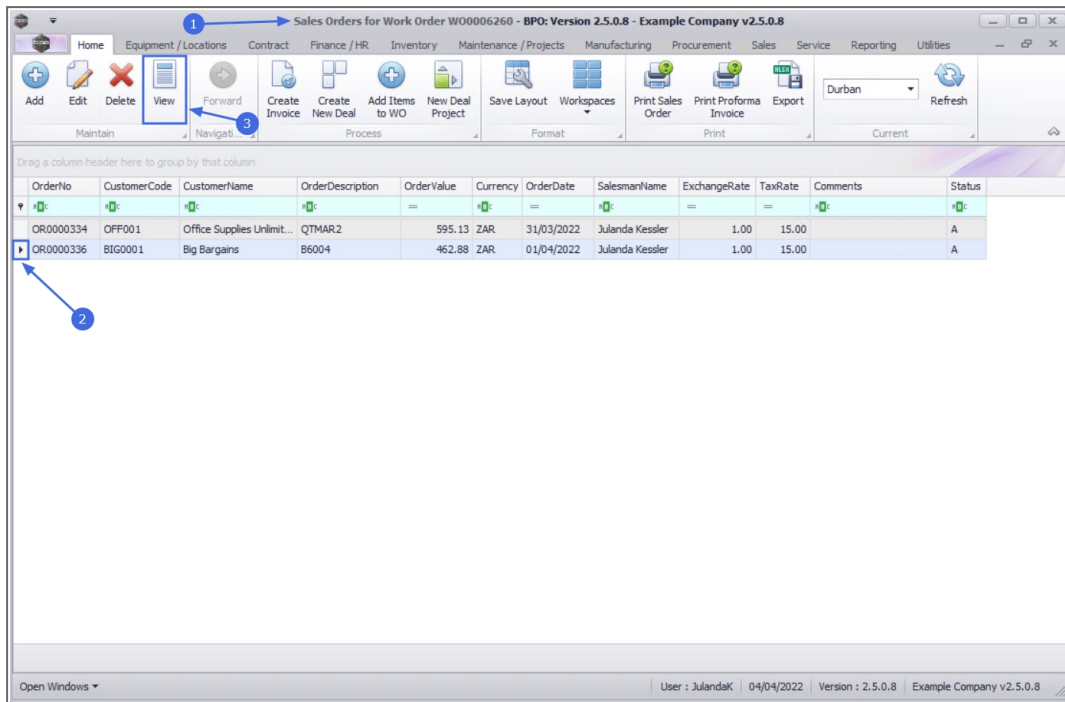 1
Sales Orders for Work Order WO0006260 - BPO: Version 2.5.0.8 - Example Company v2.5.0.8
Home Equipment / Locations Contract Finance / HR Inventory Maintenance / Projects Manufacturing Procurement Sales Service Reporting Utilities
Add Edit Delete View Forward Create Invoice Create New Deal Add Items to WO New Deal Project Save Layout Workspaces Print Sales Order Print Proforma Invoice Export Durban Refresh
3
Maintain Navigati... Process Format Print Current
Drag a column header here to group by that column
OrderNo CustomerCode CustomerName OrderDescription OrderValue Currency OrderDate SalesmanName ExchangeRate TaxRate Comments Status
= = = =
OR0000334 OFF001 Office Supplies Unlimit... QTMAR2 595.13 ZAR 31/03/2022 Julanda Kessler 1.00 15.00 A
OR0000336 BIG0001 Big Bargains B6004 462.88 ZAR 01/04/2022 Julanda Kessler 1.00 15.00 A
2
Open Windows User : JulandaK 04/04/2022 Version : 2.5.0.8 Example Company v2.5.0.8